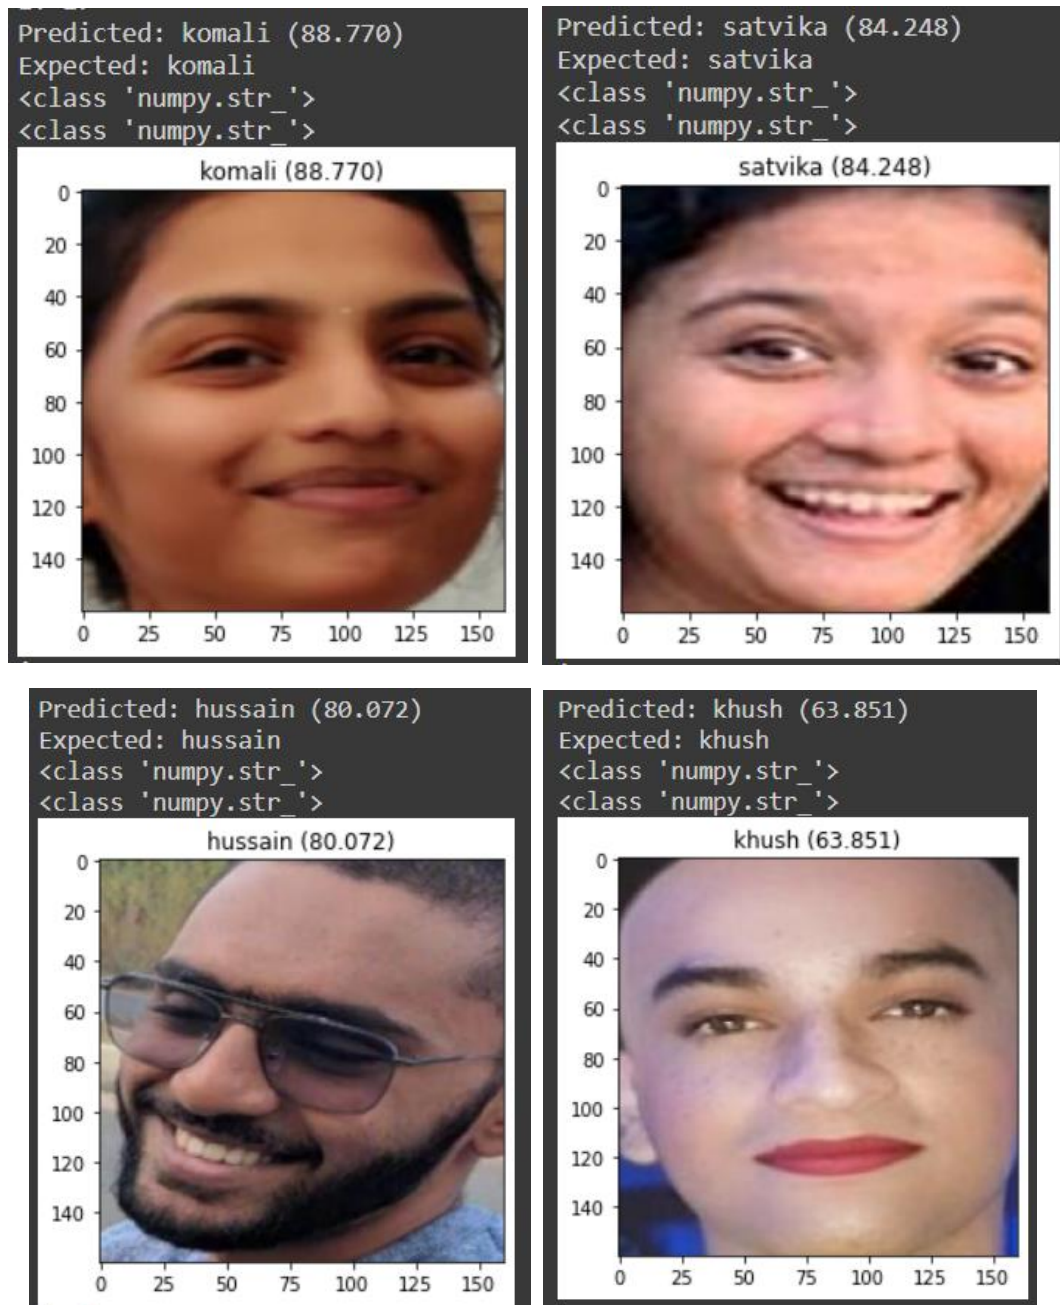 Predicted: komali (88.770)
Expected: komali
<class 'numpy.str_'>
<class 'numpy.str_'>
komali (88.770)
0
20
40
60
80
100
120
140
0 25 50 75 100 125 150
Predicted: satvika (84.248)
Expected: satvika
<class 'numpy.str_'>
<class 'numpy.str_'>
satvika (84.248)
0
20
40
60
80
100
120
140
0 25 50 75 100 125 150
Predicted: hussain (80.072)
Expected: hussain
<class 'numpy.str_'>
<class 'numpy.str_'>
hussain (80.072)
0
20
40
60
80
100
120
140
0 25 50 75 100 125 150
Predicted: khush (63.851)
Expected: khush
<class 'numpy.str_'>
<class 'numpy.str_'>
khush (63.851)
0
20
40
60
80
100
120
140
0 25 50 75 100 125 150